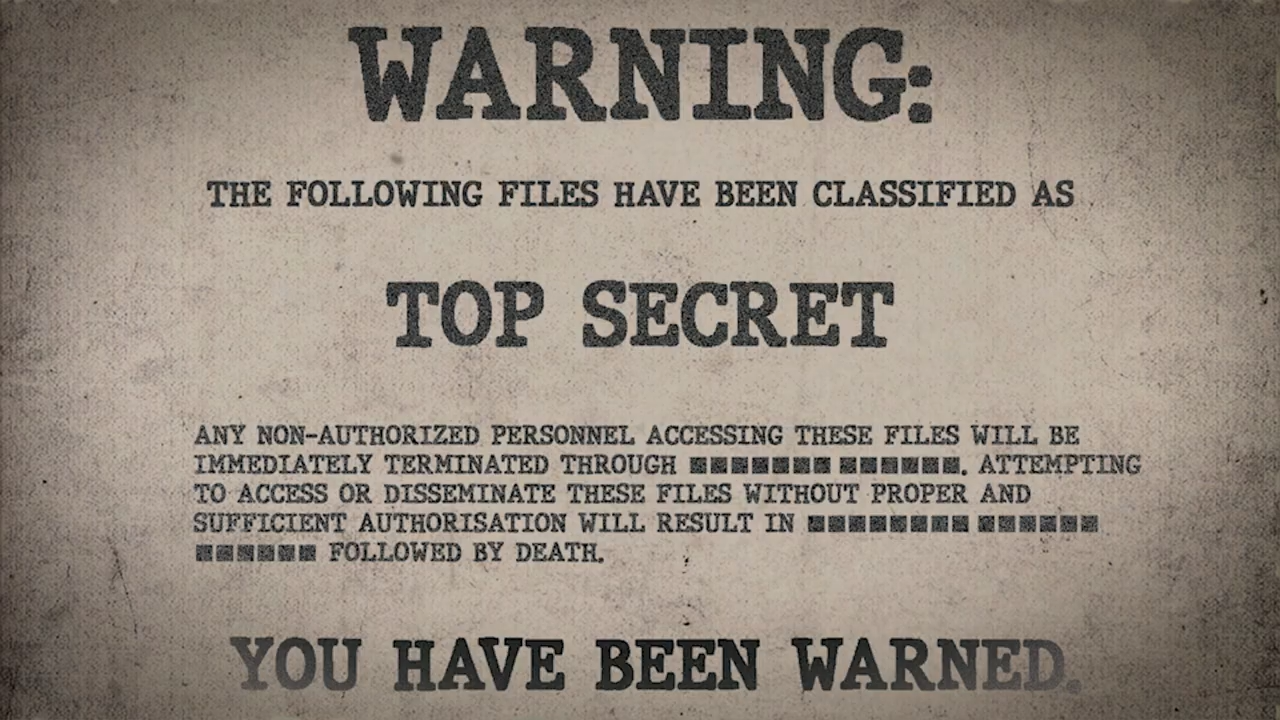 WARNING:
THE FOLLOWING FILES HAVE BEEN CLASSIFIED AS
TOP SECRET
ANY NON-AUTHORIZED PERSONNEL ACCESSING THESE FILES WILL BE
IMMEDIATELY TERMINATED THROUGH ■■■■■■■ ■■■■■■. ATTEMPTING
TO ACCESS OR DISSEMINATE THESE FILES WITHOUT PROPER AND
SUFFICIENT AUTHORISATION WILL RESULT IN ■■■■■■■■ ■■■■■■
■■■■■■ FOLLOWED BY DEATH.
YOU HAVE BEEN WARNED.